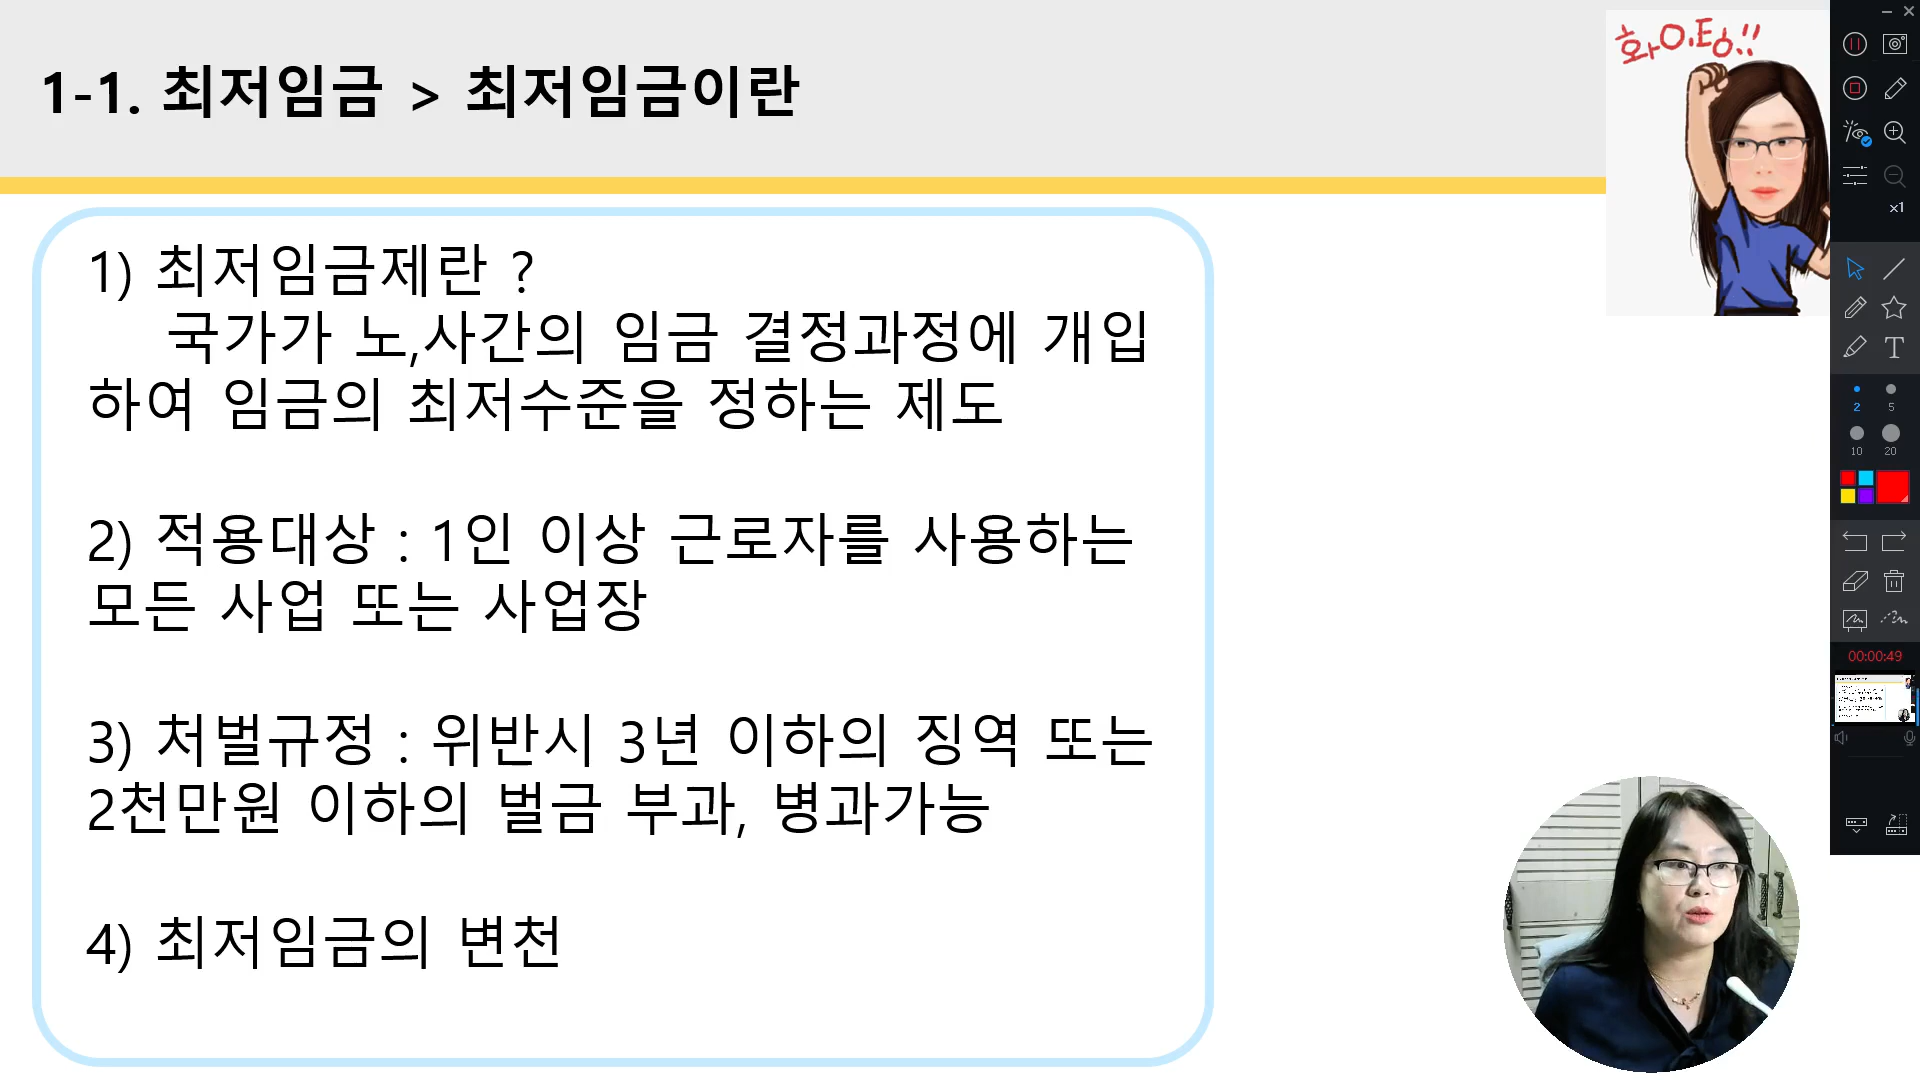 1-1. 최저임금 > 최저임금이란
화이팅!!
1) 최저임금제란 ?
국가가 노,사간의 임금 결정과정에 개입
하여 임금의 최저수준을 정하는 제도
2) 적용대상 : 1인 이상 근로자를 사용하는
모든 사업 또는 사업장
3) 처벌규정 : 위반시 3년 이하의 징역 또는
2천만원 이하의 벌금 부과, 병과가능
4) 최저임금의 변천
x1
T
2 5
10 20
00:00:49